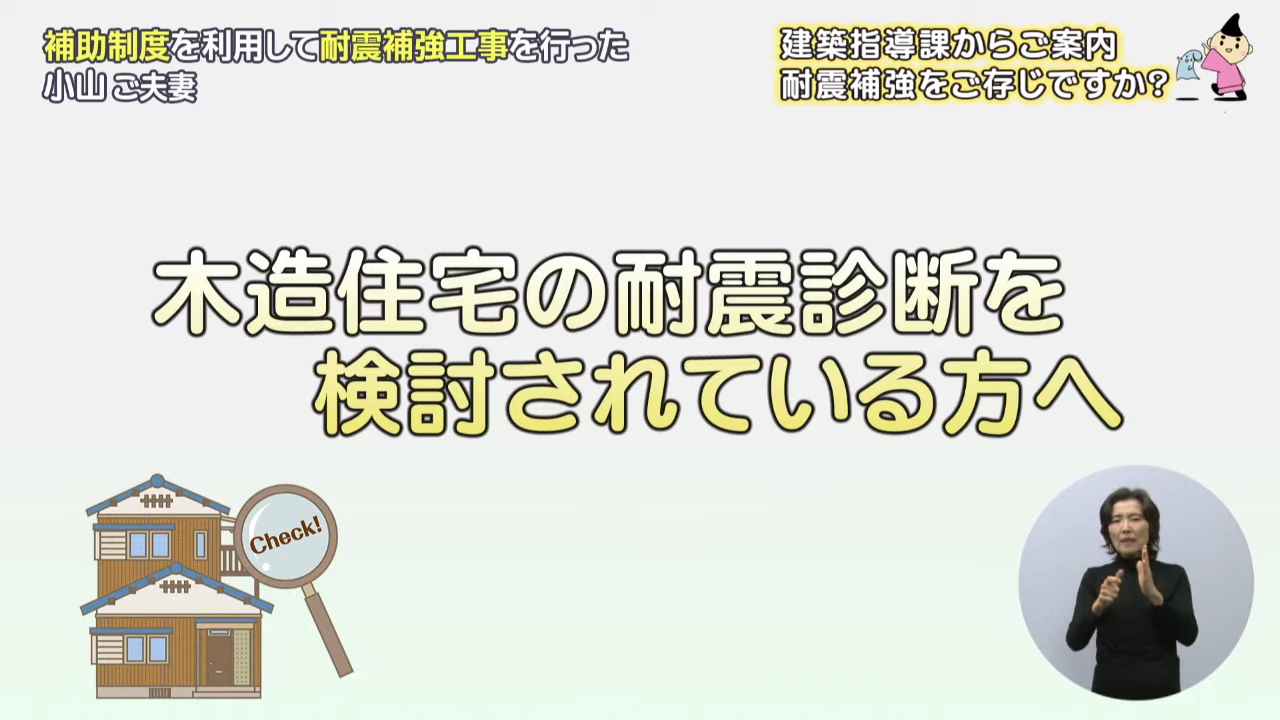 補助制度を利用して耐震補強工事を行った
小山 ご夫妻
建築指導課からご案内
耐震補強をご存じですか?
木造住宅の耐震診断を
検討されている方へ
Check!